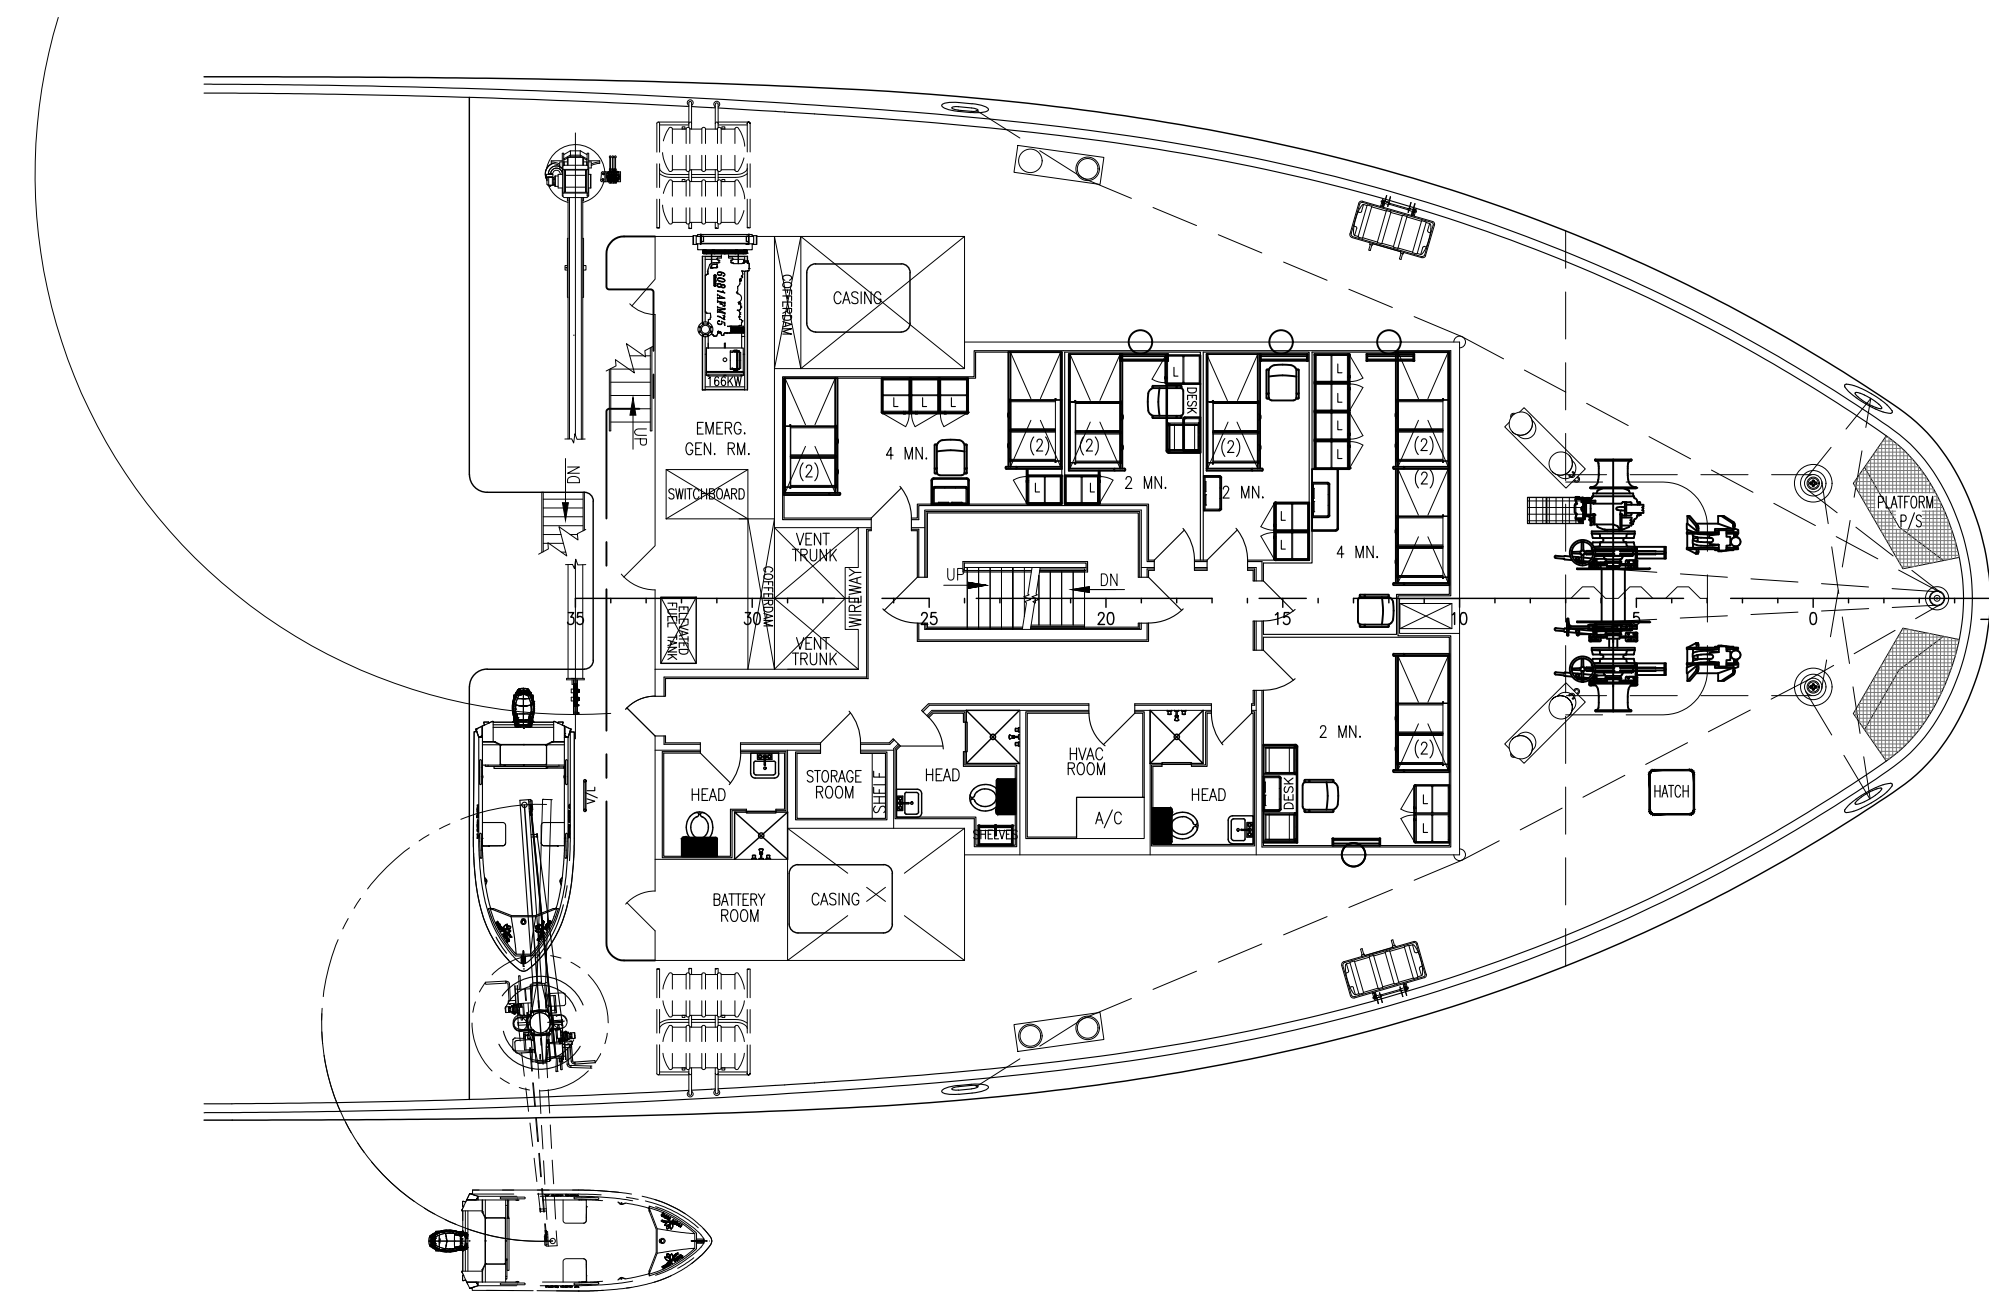 CASING
COFFERDAM
6081AFM75
166KW
EMERG.
GEN. RM.
UP
DN
SWITCHBOARD
L
L
L
4 MN.
(2)
(2)
L
(2)
L
DESK
2 MN.
L
(2)
2 MN.
L
L
L
L
L
L
(2)
(2)
4 MN.
VENT
TRUNK
COFFERDAM
WIREWAY
VENT
TRUNK
ELEVATED
FILL TANK
UP
DN
35
30
25
20
15
10
5
0
PLATFORM
P/S
HATCH
V/L
HEAD
STORAGE
ROOM
SHELF
HEAD
SHELVES
HVAC
ROOM
A/C
HEAD
2 MN.
DESK
(2)
L
L
BATTERY
ROOM
CASING